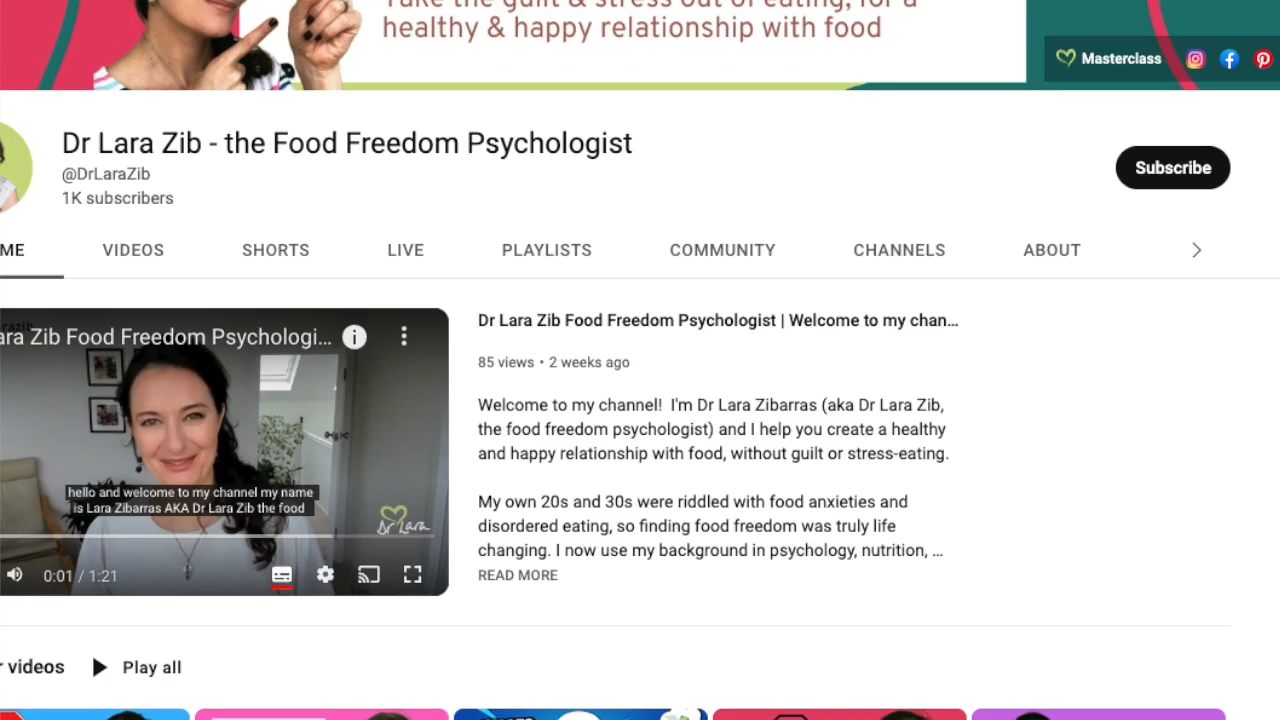 healthy & happy relationship with food
Masterclass
Dr Lara Zib - the Food Freedom Psychologist
@DrLaraZib
1K subscribers
Subscribe
ME
VIDEOS
SHORTS
LIVE
PLAYLISTS
COMMUNITY
CHANNELS
ABOUT
ara Zib Food Freedom Psychologi...
hello and welcome to my channel my name
is Lara Zibarras AKA Dr Lara Zib the food
Dr Lara
0:01 / 1:21
Dr Lara Zib Food Freedom Psychologist | Welcome to my chan...
85 views • 2 weeks ago
Welcome to my channel! I'm Dr Lara Zibarras (aka Dr Lara Zib,
the food freedom psychologist) and I help you create a healthy
and happy relationship with food, without guilt or stress-eating.
My own 20s and 30s were riddled with food anxieties and
disordered eating, so finding food freedom was truly life
changing. I now use my background in psychology, nutrition, ...
READ MORE
r videos
Play all